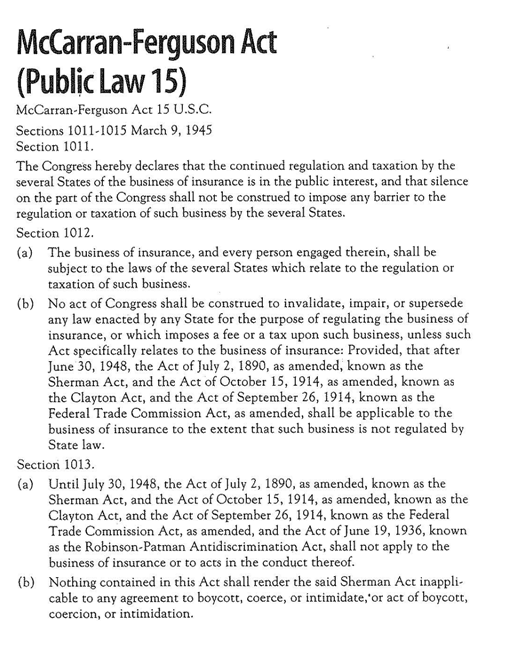 McCarran-Ferguson Act
(Public Law 15)
McCarran-Ferguson Act 15 U.S.C.
Sections 1011-1015 March 9, 1945
Section 1011.
The Congress hereby declares that the continued regulation and taxation by the
several States of the business of insurance is in the public interest, and that silence
on the part of the Congress shall not be construed to impose any barrier to the
regulation or taxation of such business by the several States.
Section 1012.
(a) The business of insurance, and every person engaged therein, shall be
subject to the laws of the several States which relate to the regulation or
taxation of such business.
(b) No act of Congress shall be construed to invalidate, impair, or supersede
any law enacted by any State for the purpose of regulating the business of
insurance, or which imposes a fee or a tax upon such business, unless such
Act specifically relates to the business of insurance: Provided, that after
June 30, 1948, the Act of July 2, 1890, as amended, known as the
Sherman Act, and the Act of October 15, 1914, as amended, known as
the Clayton Act, and the Act of September 26, 1914, known as the
Federal Trade Commission Act, as amended, shall be applicable to the
business of insurance to the extent that such business is not regulated by
State law.
Section 1013.
(a) Until July 30, 1948, the Act of July 2, 1890, as amended, known as the
Sherman Act, and the Act of October 15, 1914, as amended, known as the
Clayton Act, and the Act of September 26, 1914, known as the Federal
Trade Commission Act, as amended, and the Act of June 19, 1936, known
as the Robinson-Patman Antidiscrimination Act, shall not apply to the
business of insurance or to acts in the conduct thereof.
(b) Nothing contained in this Act shall render the said Sherman Act inappli-
cable to any agreement to boycott, coerce, or intimidate, or act of boycott,
coercion, or intimidation.